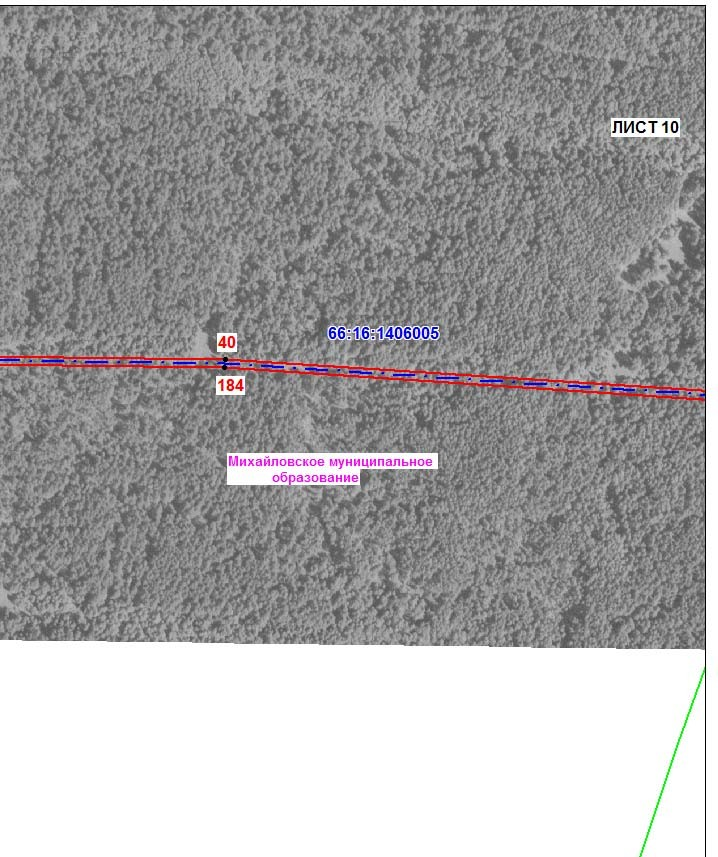 ЛИСТ 10
66:16:1406005
40
184
Михайловское муниципальное
образование